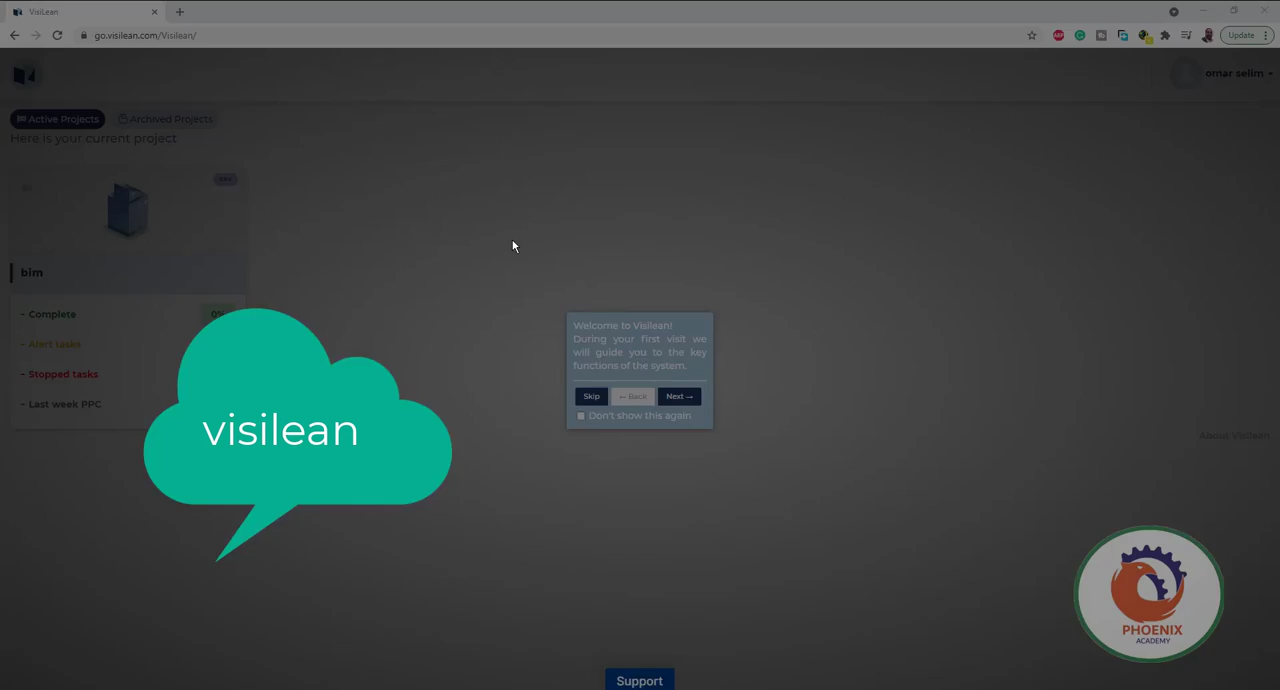 VisiLean
go.visilean.com/Visilean/
Update
omar selim
Active Projects
Archived Projects
Here is your current project
bim
- Complete
0%
- Alert tasks
- Stopped tasks
- Last week PPC
Welcome to Visilean!
During your first visit we
will guide you to the key
functions of the system.
Skip
← Back
Next →
Don't show this again
visilean
About Visilean
PHOENIX
ACADEMY
Support